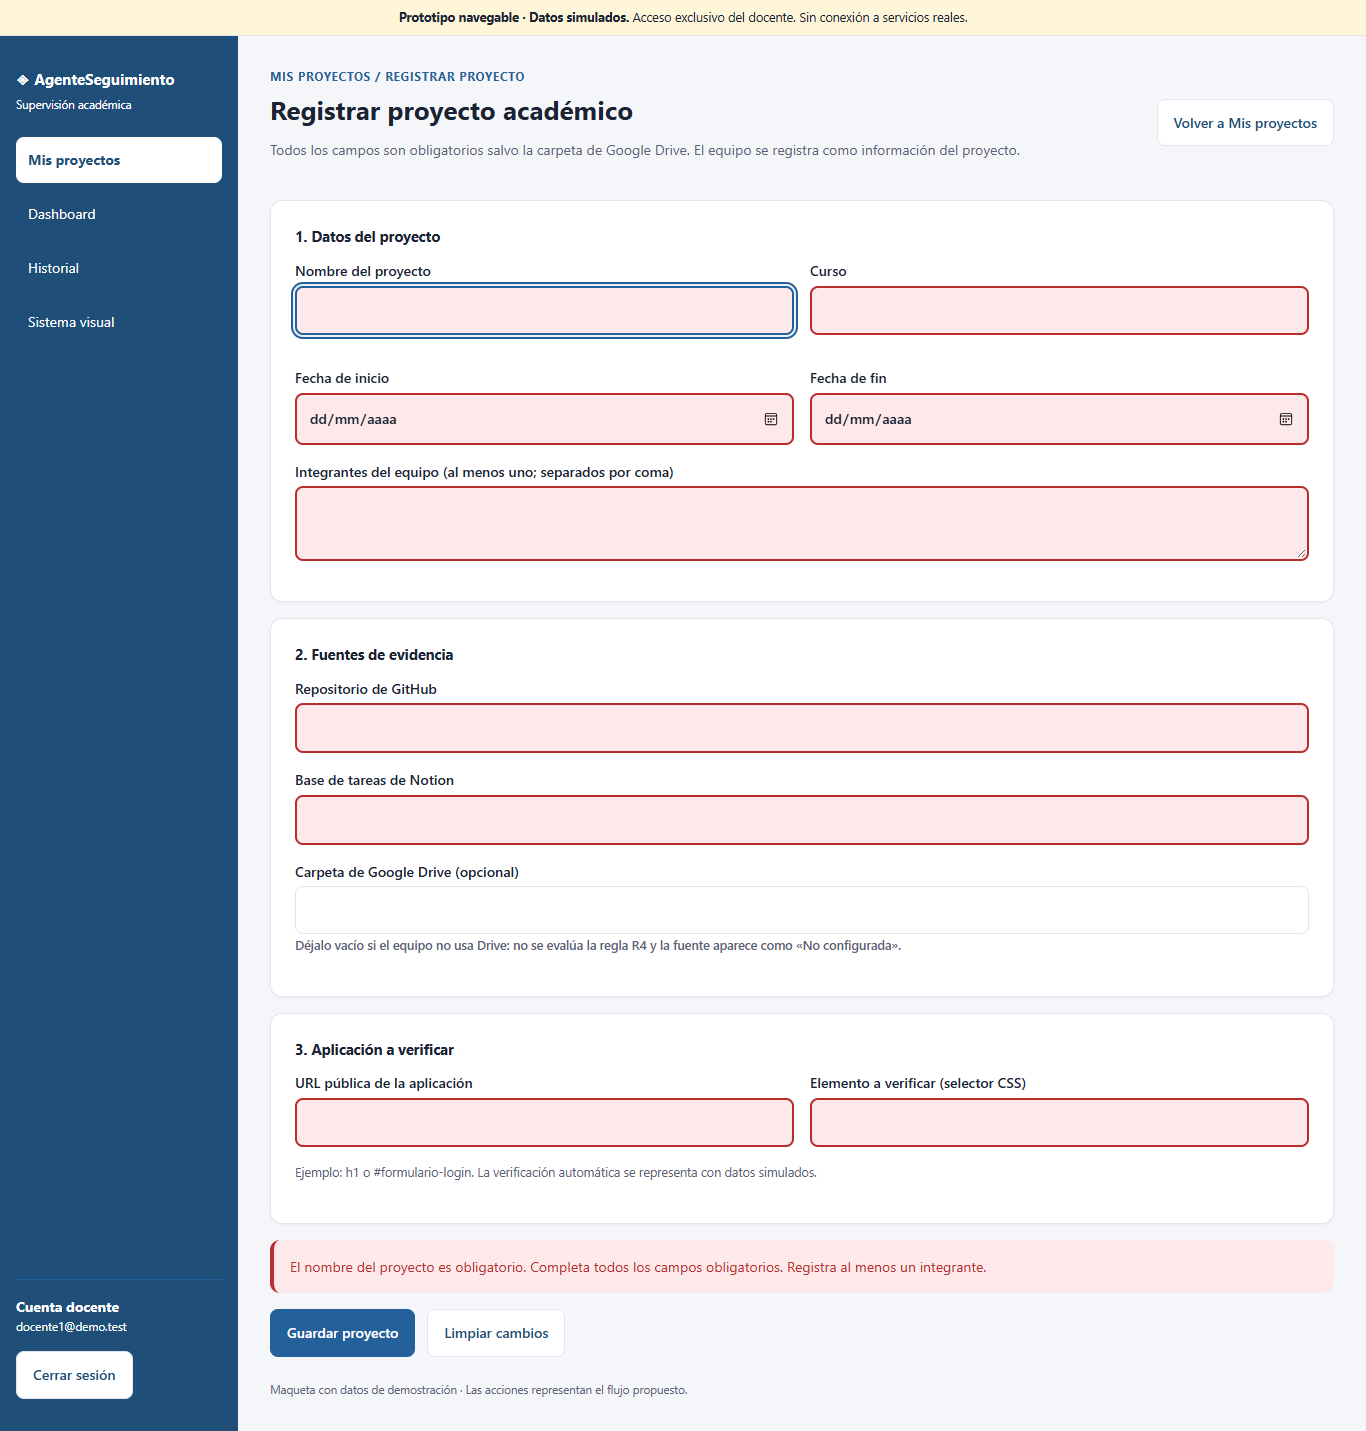 Prototipo navegable · Datos simulados. Acceso exclusivo del docente. Sin conexión a servicios reales.
AgenteSeguimiento
Supervisión académica
Mis proyectos
Dashboard
Historial
Sistema visual
Cuenta docente
docente1@demo.test
Cerrar sesión
MIS PROYECTOS / REGISTRAR PROYECTO
Registrar proyecto académico
Todos los campos son obligatorios salvo la carpeta de Google Drive. El equipo se registra como información del proyecto.
Volver a Mis proyectos
1. Datos del proyecto
Nombre del proyecto
Curso
Fecha de inicio
Fecha de fin
dd/mm/aaaa
dd/mm/aaaa
Integrantes del equipo (al menos uno; separados por coma)
2. Fuentes de evidencia
Repositorio de GitHub
Base de tareas de Notion
Carpeta de Google Drive (opcional)
Déjalo vacío si el equipo no usa Drive: no se evalúa la regla R4 y la fuente aparece como «No configurada».
3. Aplicación a verificar
URL pública de la aplicación
Elemento a verificar (selector CSS)
Ejemplo: h1 o #formulario-login. La verificación automática se representa con datos simulados.
El nombre del proyecto es obligatorio. Completa todos los campos obligatorios. Registra al menos un integrante.
Guardar proyecto
Limpiar cambios
Maqueta con datos de demostración · Las acciones representan el flujo propuesto.